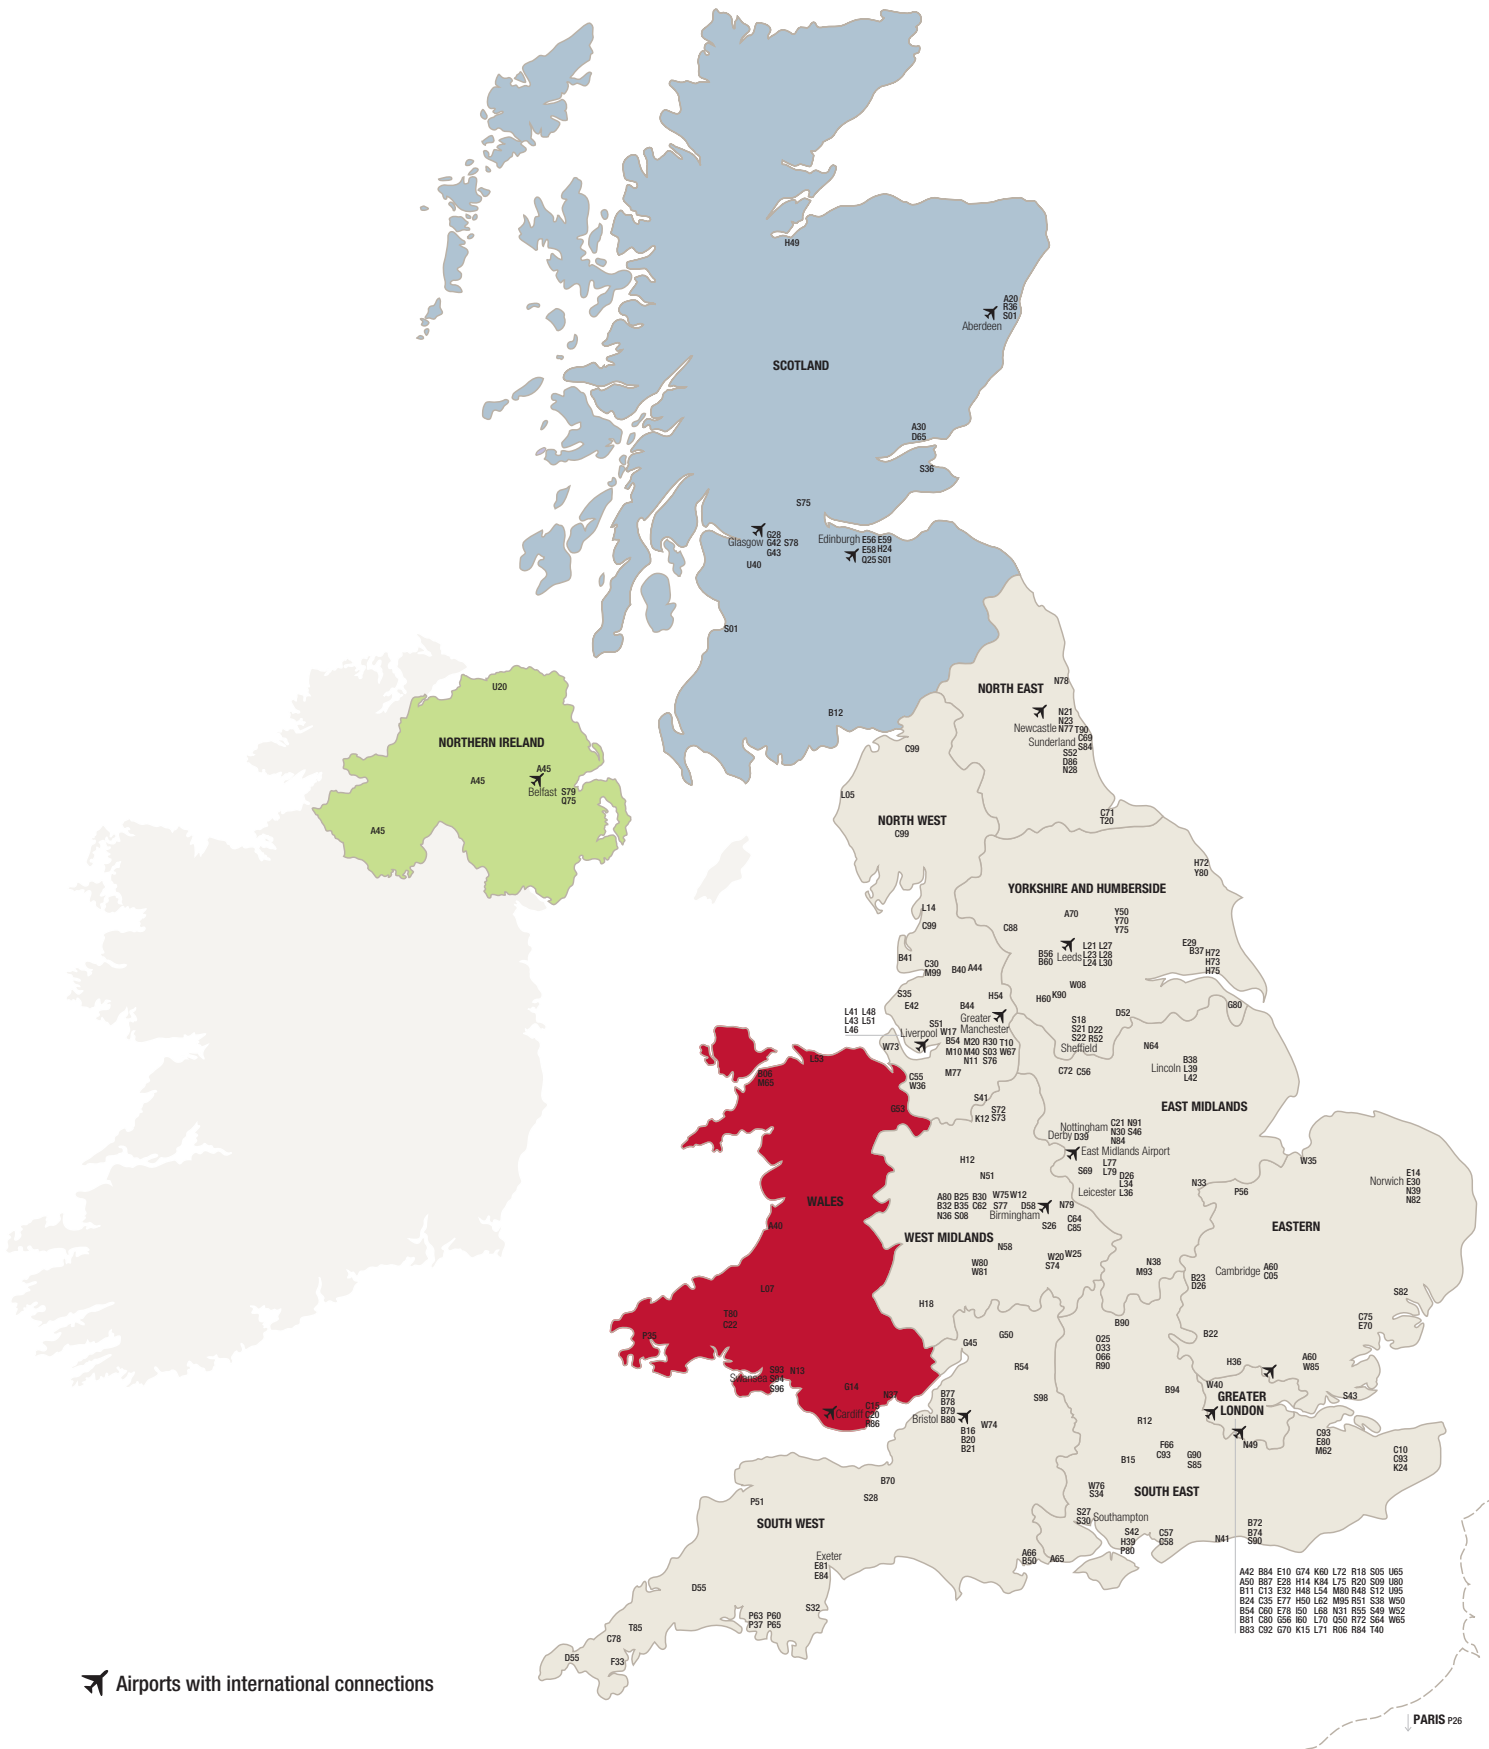 H49
A20
R36
S01
Aberdeen
SCOTLAND
A30
D65
S36
S75
G28
Glasgow G42 S78
G43
U40
Edinburgh E56 E59
E58 H24
Q25 S01
S01
B12
U20
NORTHERN IRELAND
A45
A45
Belfast S79
Q75
A45
N78
NORTH EAST
N21
N23
Newcastle N77 T90
Sunderland C69
S84
S52
D86
N28
C71
T20
C99
L05
NORTH WEST
C99
L14
C99
B41
C30
M99
B40 A44
H72
Y80
YORKSHIRE AND HUMBERSIDE
A70
Y50
Y70
Y75
C88
B56
B60
Leeds
L21 L27
L23 L28
L24 L30
E29
B37 H72
H73
H75
W08
H60 K90
G80
D52
S18
S21 D22
S22 R52
Sheffield
S35
E42
B44
H54
Greater
Manchester
L41 L48
L43 L51
L46
S51
Liverpool W17
B54 M20 R30 T10
M10 M40 S03 W67
N11 S76
W73
C55
W36
M77
S41
S72
K12 S73
N64
B38
Lincoln L39
L42
C72 C56
EAST MIDLANDS
Nottingham C21 N91
N30 S46
N84
Derby D39
East Midlands Airport
L77
S69 L79 D26
L34
Leicester L36
N33
W35
P56
E14
Norwich E30
N39
N82
EASTERN
L53
B06
M65
G53
WALES
A40
L07
T80
C22
P35
S93 N13
Swansea S94
S96
G14
N37
C15
Cardiff C20
R86
H12
N51
A80 B25 B30 W75 W12
B32 B35 C62 S77 D58 N79
N36 S08
Birmingham
C64
S26 C85
WEST MIDLANDS
N58
W20 W25
S74
W80
W81
H18
N38
M93
B23
D26
Cambridge A60
C05
S82
C75
E70
B90
B22
O25
O33
O66
R90
H36
A60
W85
G45
G50
R54
S98
B94
W40
GREATER
LONDON
S43
R12
N49
C93
E80
M62
C10
C93
K24
B77
B78
B79
Bristol B80
W74
B16
B20
B21
F66
C93
G90
S85
B15
SOUTH EAST
W76
S34
B70
S28
P51
SOUTH WEST
S27
S30 Southampton
S42
H39
P80
C57
C58
N41
B72
B74
S90
A66
B50
A65
Exeter
E81
E84
D55
S32
P63 P60
P37 P65
T85
C78
D55
F33
A42 B84 E10 G74 K60 L72 R18 S05 U65
A50 B87 E28 H14 K84 L75 R20 S09 U80
B11 C13 E32 H48 L54 M80 R48 S12 U95
B24 C35 E77 H50 L62 M95 R51 S38 W50
B54 C60 E78 I50 L68 N31 R55 S49 W52
B81 C80 G56 I60 L70 Q50 R72 S64 W65
B83 C92 G70 K15 L71 R06 R84 T40
Airports with international connections
PARIS P26